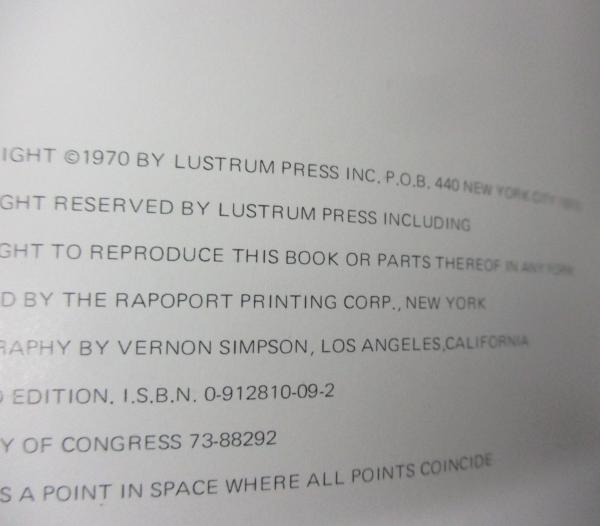 IGHT ©1970 BY LUSTRUM PRESS INC. P.O.B. 440 NEW YORK CITY
GHT RESERVED BY LUSTRUM PRESS INCLUDING
GHT TO REPRODUCE THIS BOOK OR PARTS THEREOF IN ANY FORM
D BY THE RAPOPORT PRINTING CORP., NEW YORK
RAPHY BY VERNON SIMPSON, LOS ANGELES,CALIFORNIA
D EDITION. I.S.B.N. 0-912810-09-2
Y OF CONGRESS 73-88292
S A POINT IN SPACE WHERE ALL POINTS COINCIDE